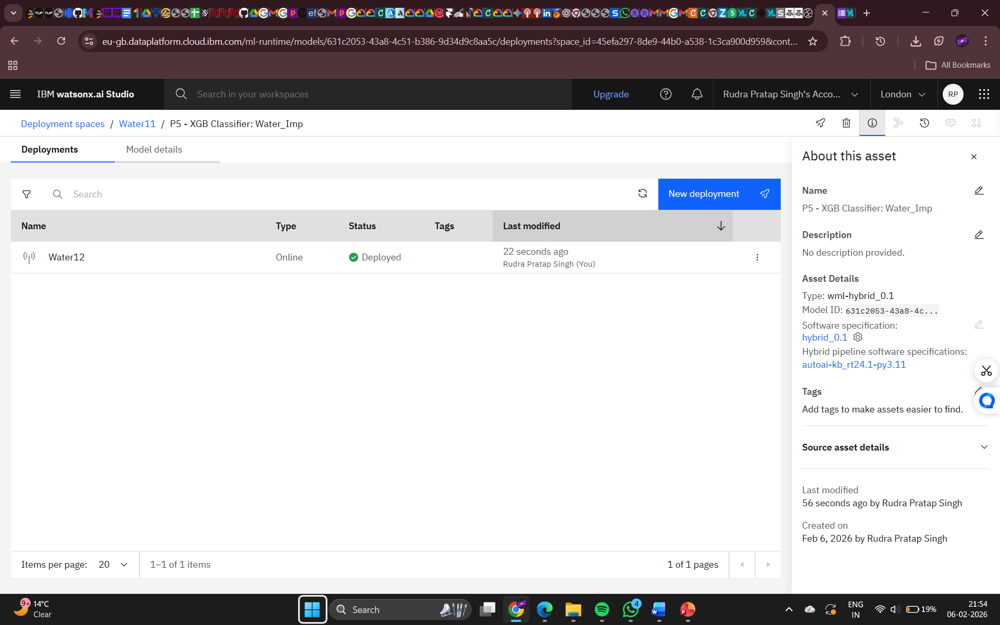 eu-gb.dataplatform.cloud.ibm.com/ml-runtime/models/631c2053-43a8-4c51-b386-9d34d9c8aa5c/deployments?space_id=45efa297-8de9-44b0-a538-1c3ca900d959&cont...
All Bookmarks
IBM watsonx.ai Studio
Search in your workspaces
Upgrade
Rudra Pratap Singh's Acco...
London
RP
Deployment spaces / Water11 / P5 - XGB Classifier: Water_Imp
Deployments
Model details
Search
New deployment
Name
Type
Status
Tags
Last modified
Water12
Online
Deployed
22 seconds ago
Rudra Pratap Singh (You)
Items per page: 20
1–1 of 1 items
1 of 1 pages
About this asset
Name
P5 - XGB Classifier: Water_Imp
Description
No description provided.
Asset Details
Type: wml-hybrid_0.1
Model ID: 631c2053-43a8-4c...
Software specification:
hybrid_0.1
Hybrid pipeline software specifications:
autoai-kb_rt24.1-py3.11
Tags
Add tags to make assets easier to find.
Source asset details
Last modified
56 seconds ago by Rudra Pratap Singh
Created on
Feb 6, 2026 by Rudra Pratap Singh
9+
14°C
Clear
Search
4
ENG
IN
19%
21:54
06-02-2026